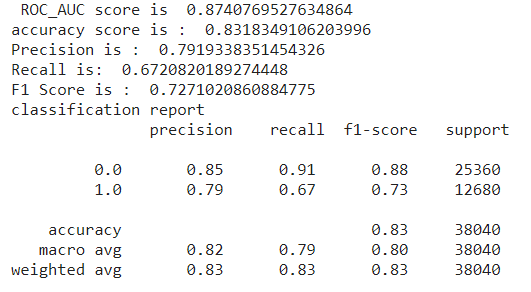 ROC_AUC score is  0.8740769527634864
accuracy score is :  0.8318349106203996
Precision is :  0.7919338351454326
Recall is:  0.6720820189274448
F1 Score is :  0.7271020860884775
classification report
              precision    recall  f1-score   support
         0.0       0.85      0.91      0.88     25360
         1.0       0.79      0.67      0.73     12680
    accuracy                           0.83     38040
   macro avg       0.82      0.79      0.80     38040
weighted avg       0.83      0.83      0.83     38040